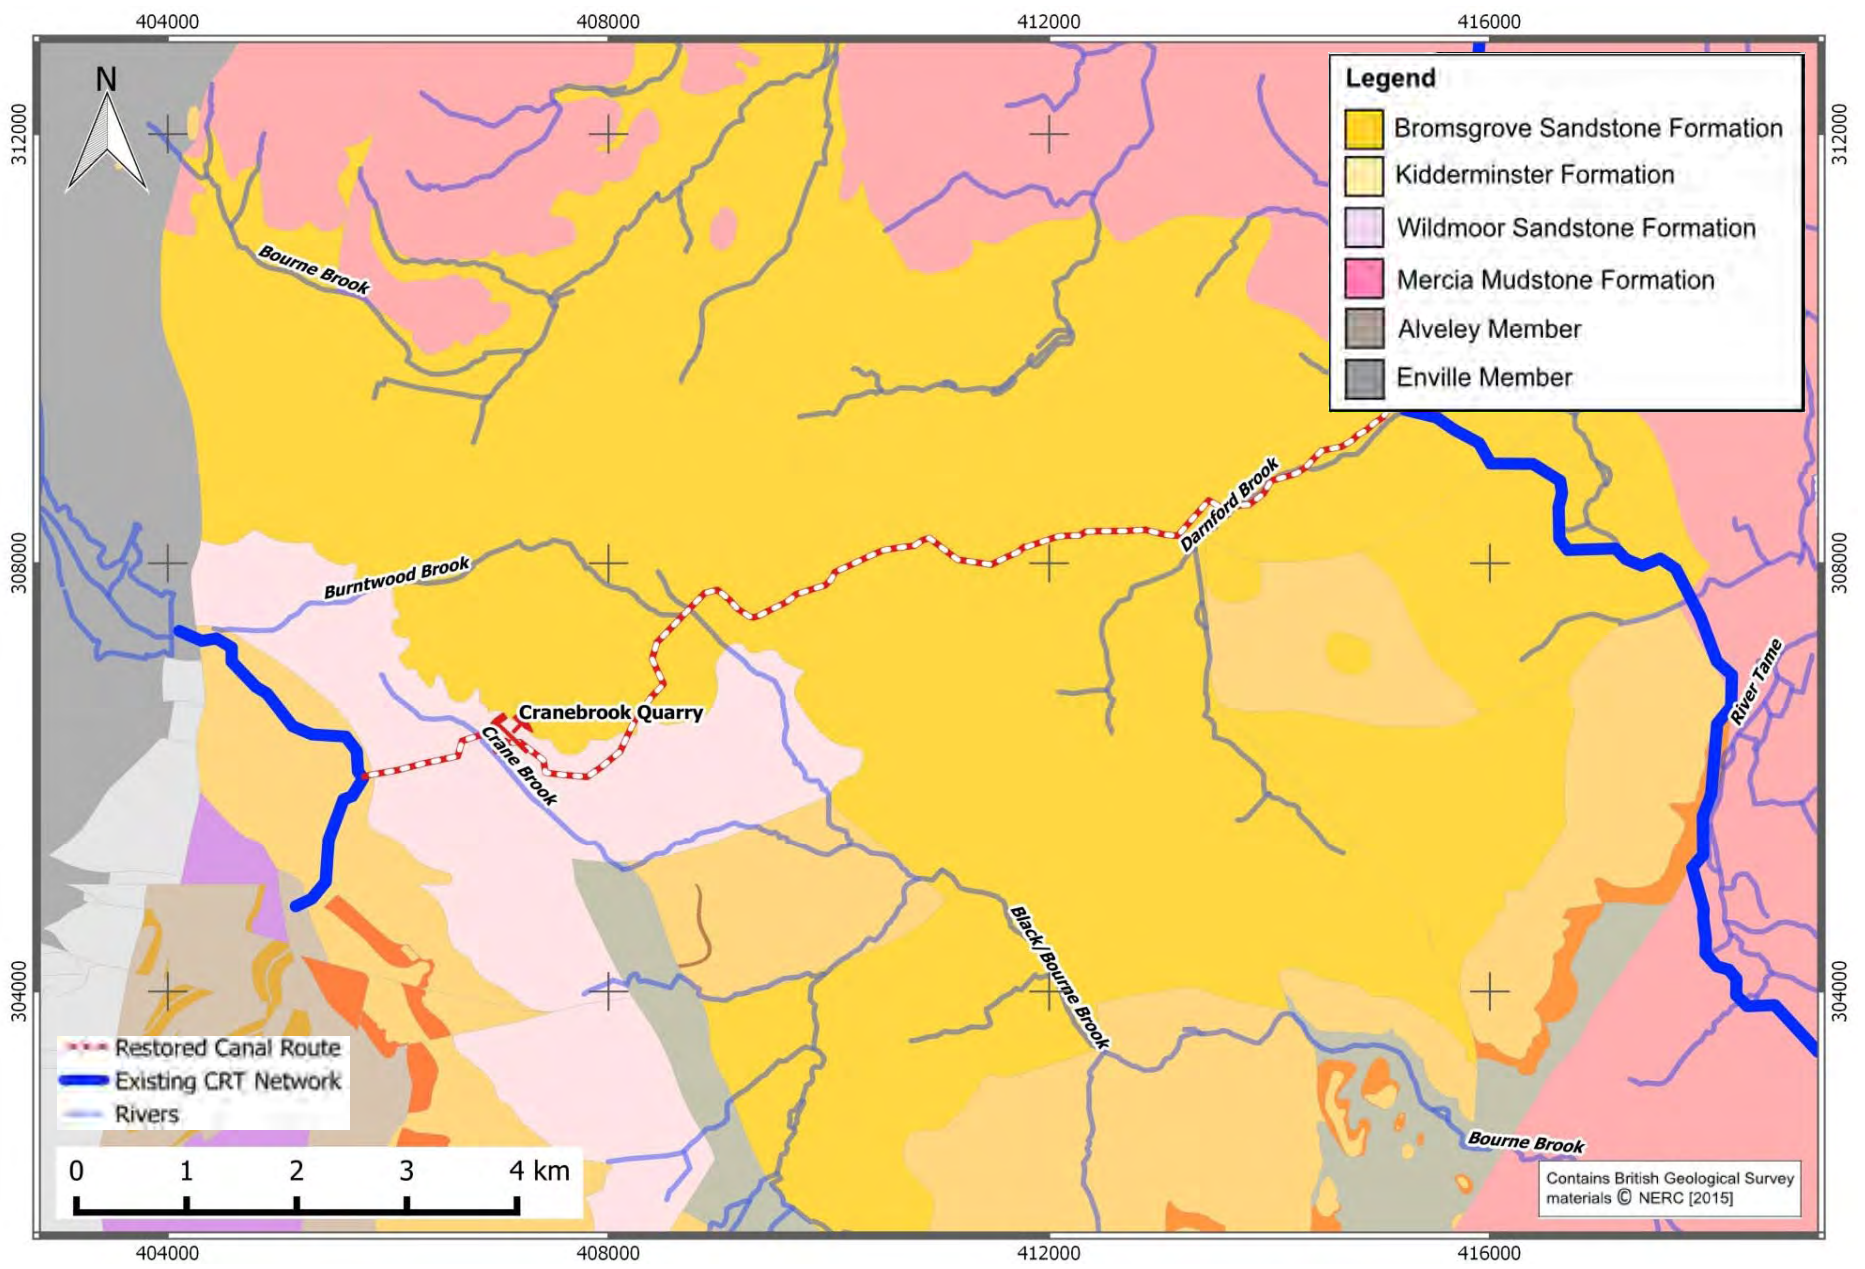 404000 408000 412000 416000
N
312000
312000
Legend
Bromsgrove Sandstone Formation
Kidderminster Formation
Wildmoor Sandstone Formation
Mercia Mudstone Formation
Alveley Member
Enville Member
Bourne Brook
Darnford Brook
308000
308000
Burntwood Brook
River Tame
Cranebrook Quarry
Crane Brook
Black/Bourne Brook
304000
304000
Restored Canal Route
Existing CRT Network
Rivers
Bourne Brook
0 1 2 3 4 km
Contains British Geological Survey
materials © NERC [2015]
404000 408000 412000 416000